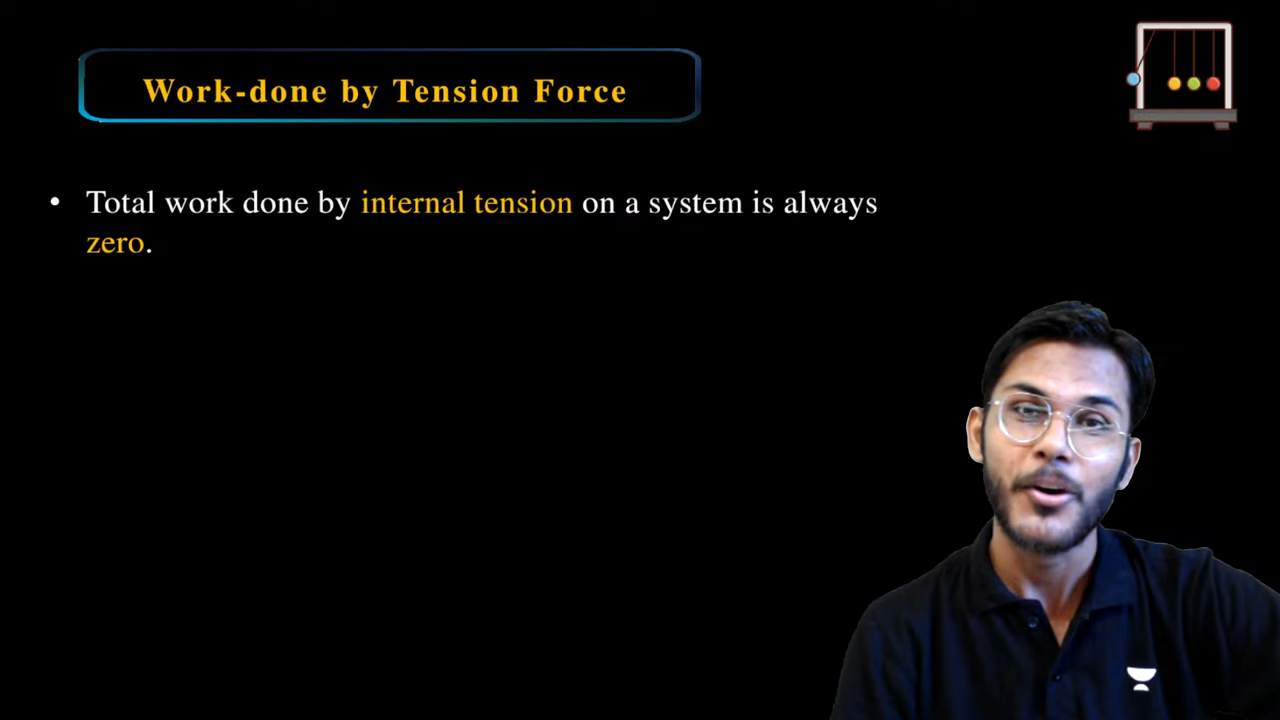 Work-done by Tension Force
• Total work done by internal tension on a system is always
zero.